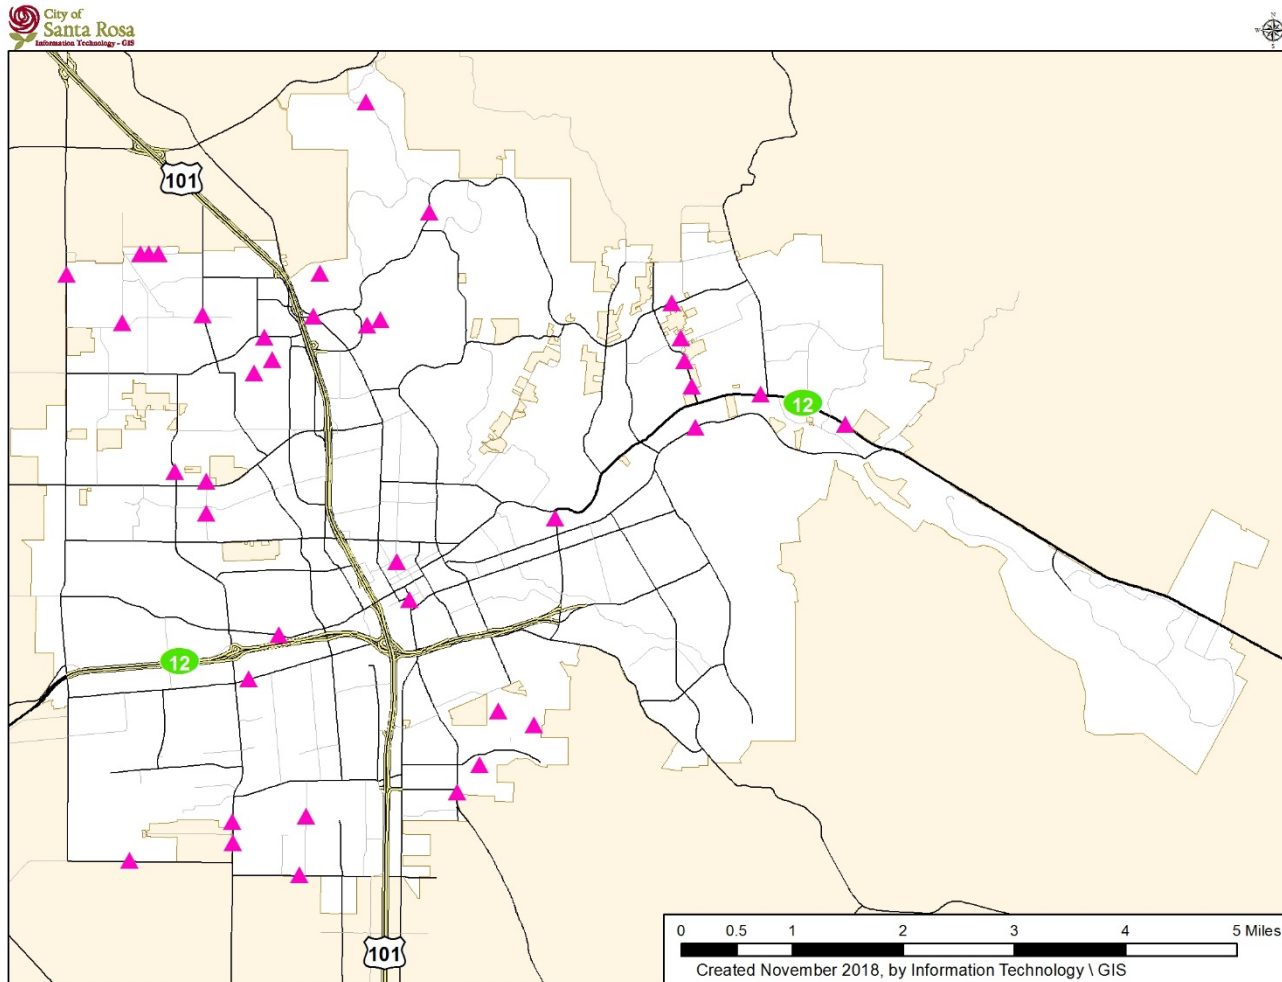 City of
Santa Rosa
Information Technology - GIS
N
W E
S
101
12
12
101
0 0.5 1 2 3 4 5 Miles
Created November 2018, by Information Technology \ GIS